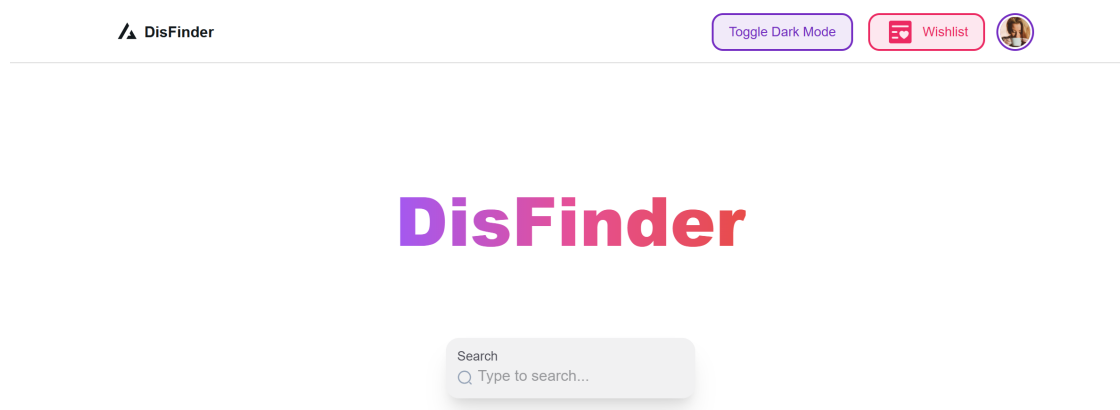 DisFinder
Toggle Dark Mode
Wishlist
DisFinder
Search
Type to search...